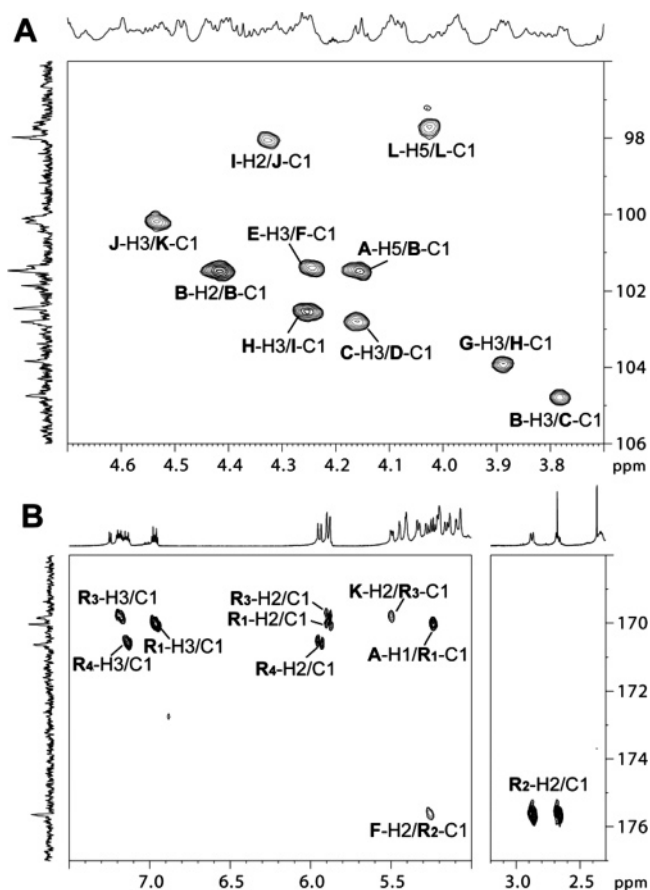 A
98
I-H2/J-C1
L-H5/L-C1
100
E-H3/F-C1
J-H3/K-C1
A-H5/B-C1
B-H2/B-C1
102
H-H3/I-C1
C-H3/D-C1
G-H3/H-C1
104
B-H3/C-C1
106
4.6 4.5 4.4 4.3 4.2 4.1 4.0 3.9 3.8 ppm
B
R3-H3/C1
R3-H2/C1
K-H2/R3-C1
R1-H2/C1
170
R4-H3/C1
R1-H3/C1
R4-H2/C1
A-H1/R1-C1
172
174
R2-H2/C1
F-H2/R2-C1
176
7.0 6.5 6.0 5.5 3.0 2.5 ppm